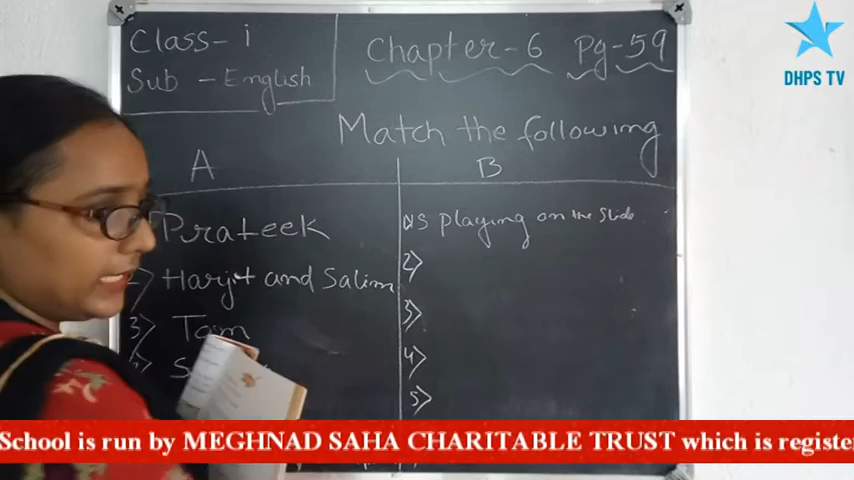 Class - i
Sub - English
Chapter - 6 Pg - 59
DHPS TV
Match the following
A
B
Prateek
is playing on the slide
Harjit and Salim
2)
3) Tom
3)
4)
5)
School is run by MEGHNAD SAHA CHARITABLE TRUST which is register